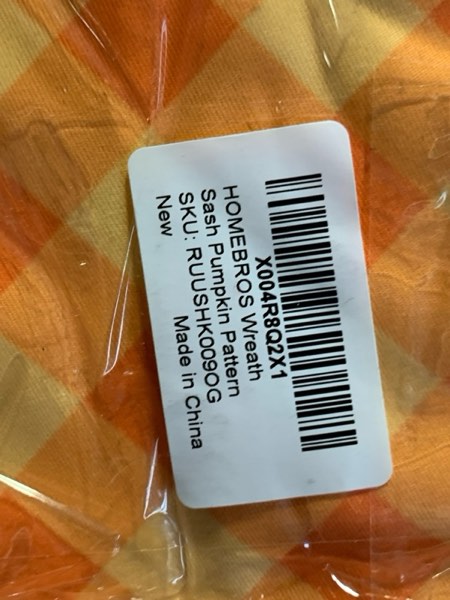 X004R8Q2X1
HOMEBROS Wreath
Sash Pumpkin Pattern
SKU: RUUSHK009OG
New
Made in China